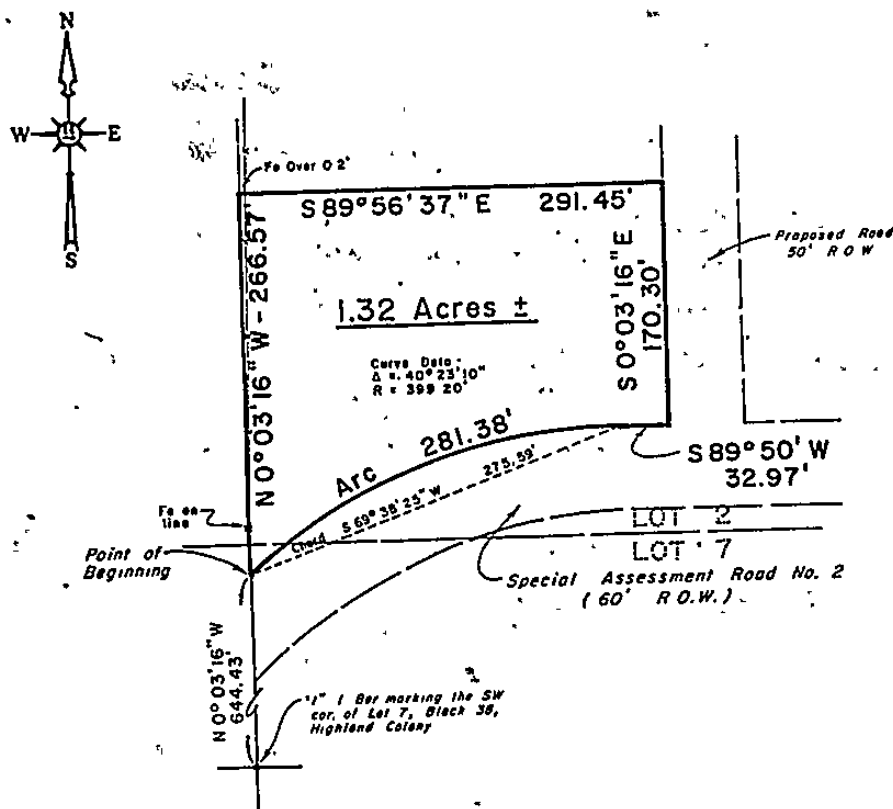 N
W E
S
Fe Over 0.2'
S 89° 56' 37" E 291.45'
N 0° 03' 16" W - 266.57'
S 0° 03' 16" E
170.30'
Proposed Road
50' R O W
1.32 Acres ±
Curve Data -
Δ = 40° 23' 10"
R = 399 20'
Arc 281.38'
Chord S 69° 38' 25" W 275.59'
S 89° 50' W
32.97'
Fe on
line
LOT 2
LOT 7
Point of
Beginning
Special Assessment Road No. 2
( 60' R O.W. )
N 0° 03' 16" W
644.43'
"1" I Bar marking the SW
cor. of Lot 7, Block 38,
Highland Colony